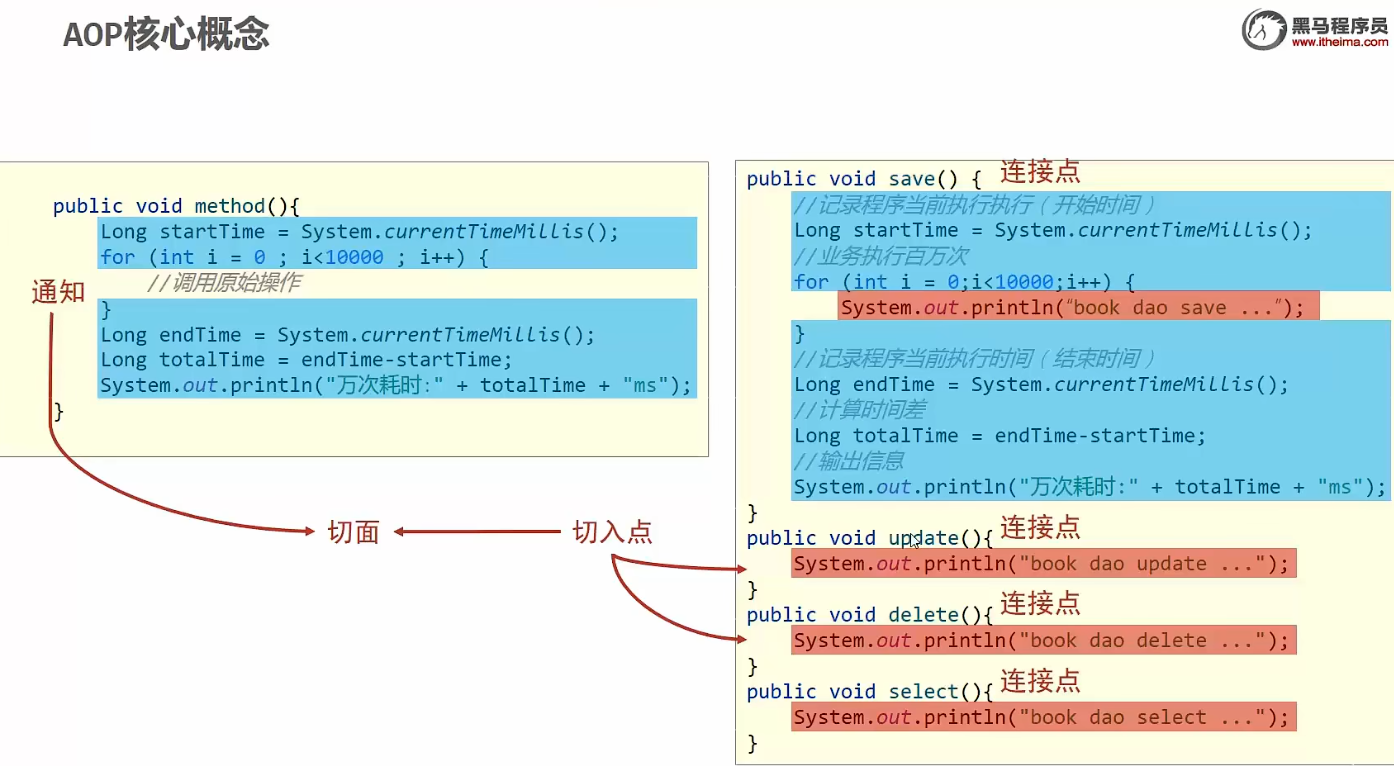 AOP核心概念
黑马程序员
www.itheima.com
public void method(){
Long startTime = System.currentTimeMillis();
for (int i = 0 ; i<10000 ; i++) {
//调用原始操作
}
Long endTime = System.currentTimeMillis();
Long totalTime = endTime-startTime;
System.out.println("万次耗时:" + totalTime + "ms");
}
通知
切面
切入点
public void save() {
连接点
//记录程序当前执行执行（开始时间）
Long startTime = System.currentTimeMillis();
//业务执行百万次
for (int i = 0;i<10000;i++) {
System.out.println(“book dao save ...”);
}
//记录程序当前执行时间（结束时间）
Long endTime = System.currentTimeMillis();
//计算时间差
Long totalTime = endTime-startTime;
//输出信息
System.out.println("万次耗时:" + totalTime + "ms");
}
public void update(){
连接点
System.out.println("book dao update ...");
}
public void delete(){
连接点
System.out.println("book dao delete ...");
}
public void select(){
连接点
System.out.println("book dao select ...");
}